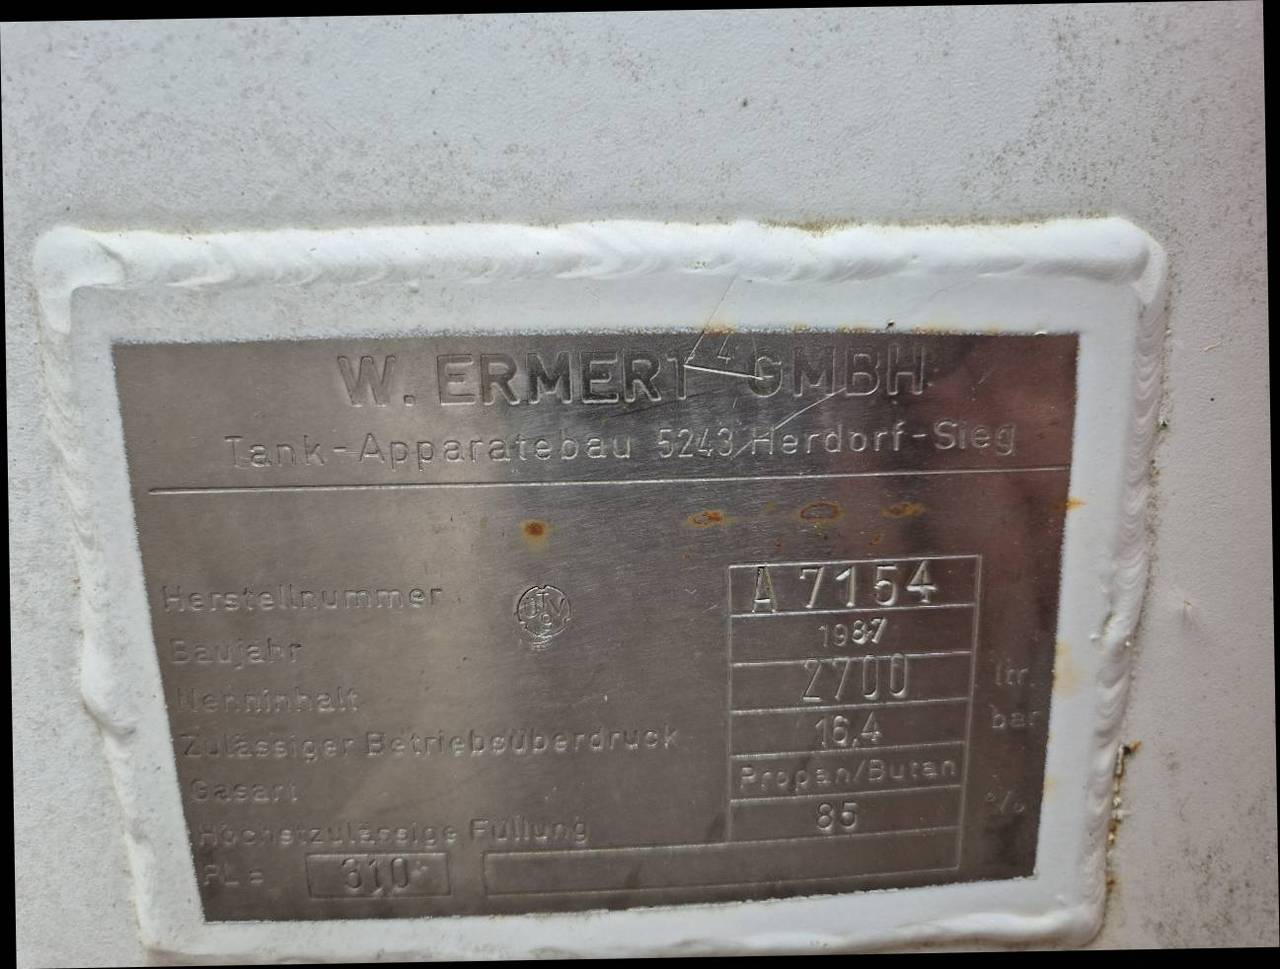 W. ERMERT GMBH
4
Tank-Apparatebau 5243 Herdorf-Sieg
Herstellnummer A 7154
Baujahr 1987
Nenninhalt 2700 ltr.
Zulässiger Betriebsüberdruck 16,4 bar
Gasart Propan/Butan
Höchstzulässige Füllung 85 %
PL = 310